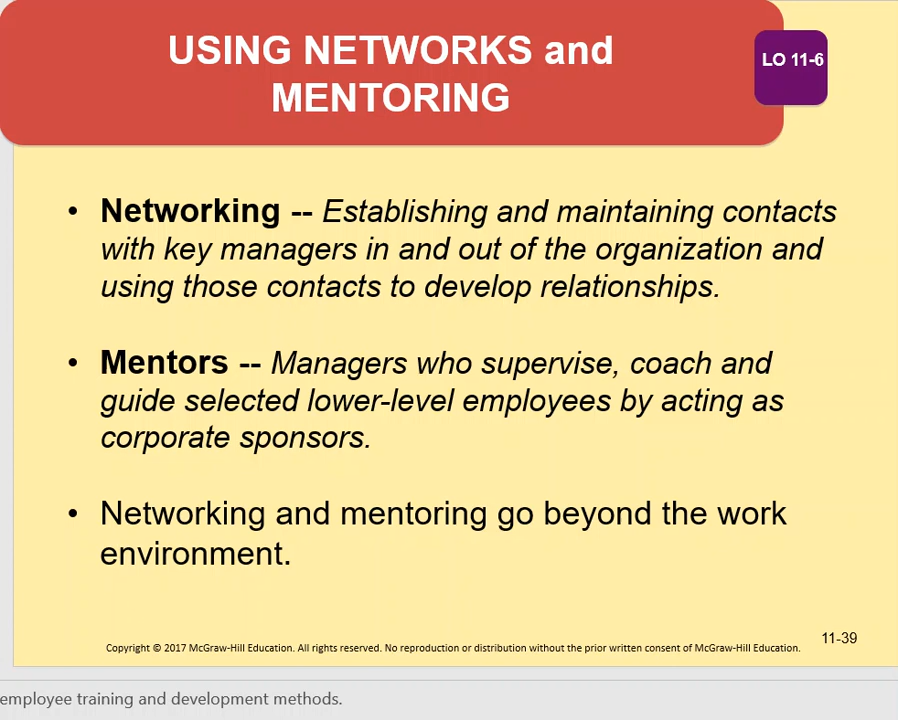 USING NETWORKS and
MENTORING
LO 11-6
• Networking -- Establishing and maintaining contacts
with key managers in and out of the organization and
using those contacts to develop relationships.
• Mentors -- Managers who supervise, coach and
guide selected lower-level employees by acting as
corporate sponsors.
• Networking and mentoring go beyond the work
environment.
11-39
Copyright © 2017 McGraw-Hill Education. All rights reserved. No reproduction or distribution without the prior written consent of McGraw-Hill Education.
employee training and development methods.